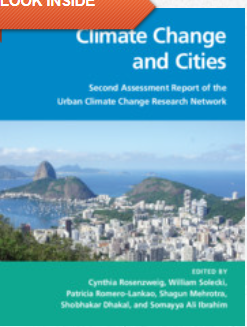 LOOK INSIDE
Climate Change
and Cities
Second Assessment Report of the
Urban Climate Change Research Network
EDITED BY
Cynthia Rosenzweig, William Solecki,
Patricia Romero-Lankao, Shagun Mehrotra,
Shobhakar Dhakal, and Somayya Ali Ibrahim